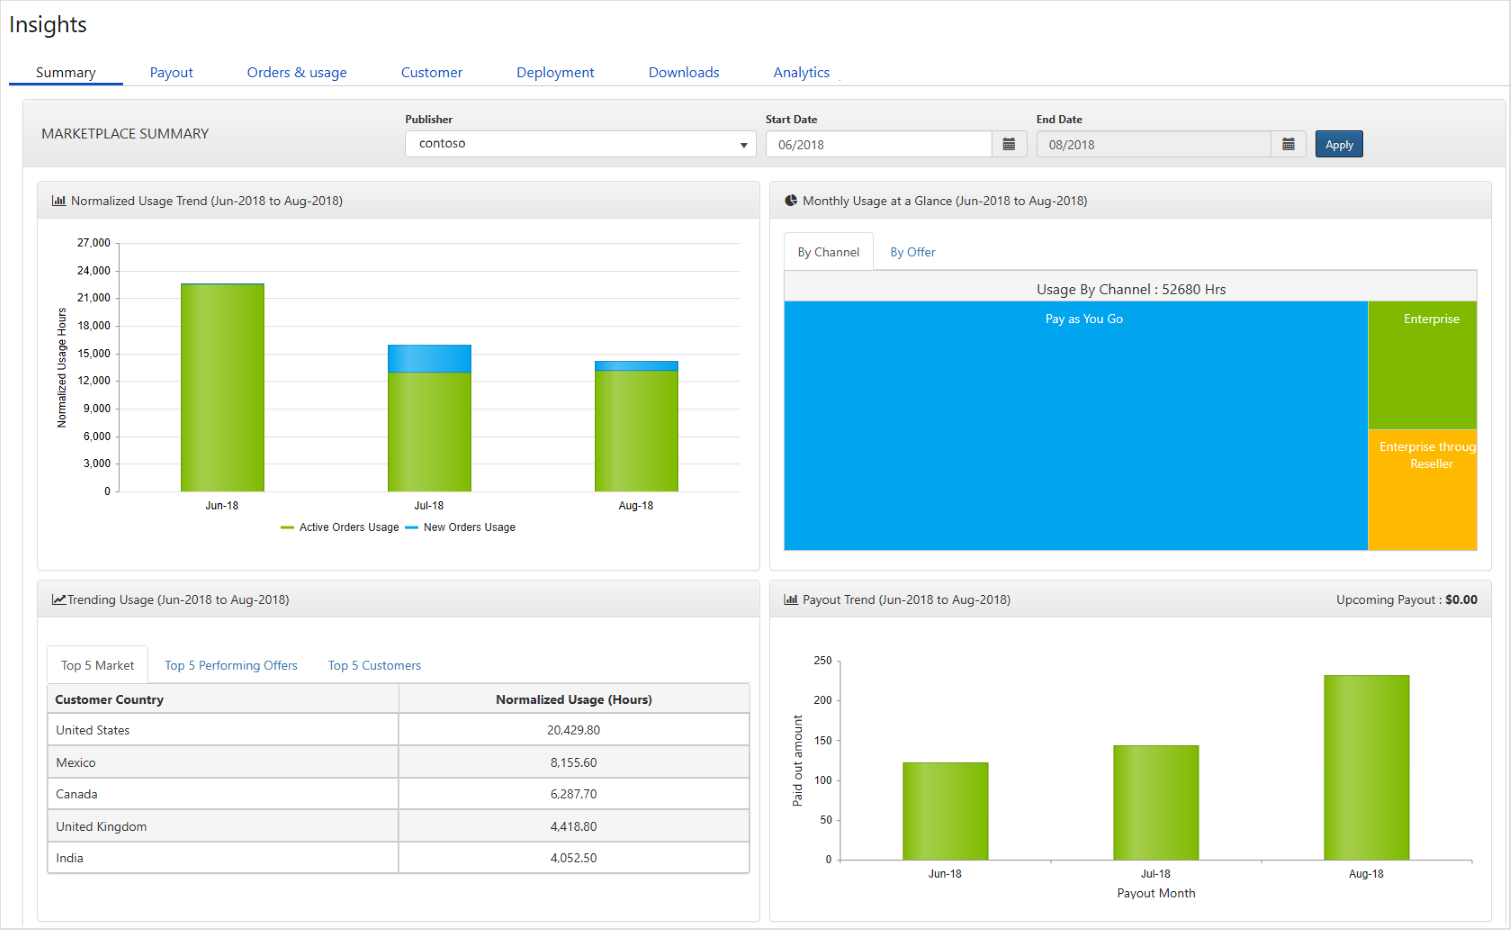 Insights
Summary Payout Orders & usage Customer Deployment Downloads Analytics
MARKETPLACE SUMMARY
Publisher
contoso
Start Date
06/2018
End Date
08/2018
Apply
Normalized Usage Trend (Jun-2018 to Aug-2018)
Normalized Usage Hours
27,000
24,000
21,000
18,000
15,000
12,000
9,000
6,000
3,000
0
Jun-18 Jul-18 Aug-18
Active Orders Usage New Orders Usage
Monthly Usage at a Glance (Jun-2018 to Aug-2018)
By Channel By Offer
Usage By Channel : 52680 Hrs
Pay as You Go
Enterprise
Enterprise throug
Reseller
Trending Usage (Jun-2018 to Aug-2018)
Top 5 Market Top 5 Performing Offers Top 5 Customers
Customer Country Normalized Usage (Hours)
United States 20,429.80
Mexico 8,155.60
Canada 6,287.70
United Kingdom 4,418.80
India 4,052.50
Payout Trend (Jun-2018 to Aug-2018) Upcoming Payout : $0.00
Paid out amount
250
200
150
100
50
0
Jun-18 Jul-18 Aug-18
Payout Month